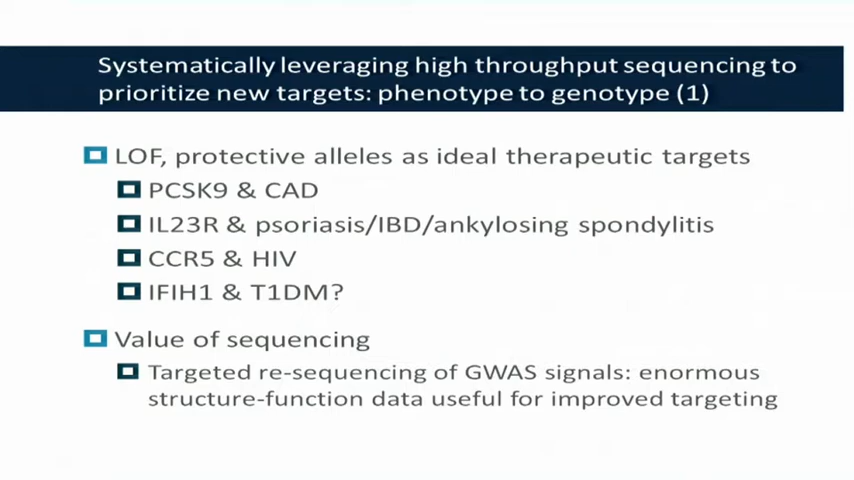 Systematically leveraging high throughput sequencing to
prioritize new targets: phenotype to genotype (1)
LOF, protective alleles as ideal therapeutic targets
PCSK9 & CAD
IL23R & psoriasis/IBD/ankylosing spondylitis
CCR5 & HIV
IFIH1 & T1DM?
Value of sequencing
Targeted re-sequencing of GWAS signals: enormous
structure-function data useful for improved targeting